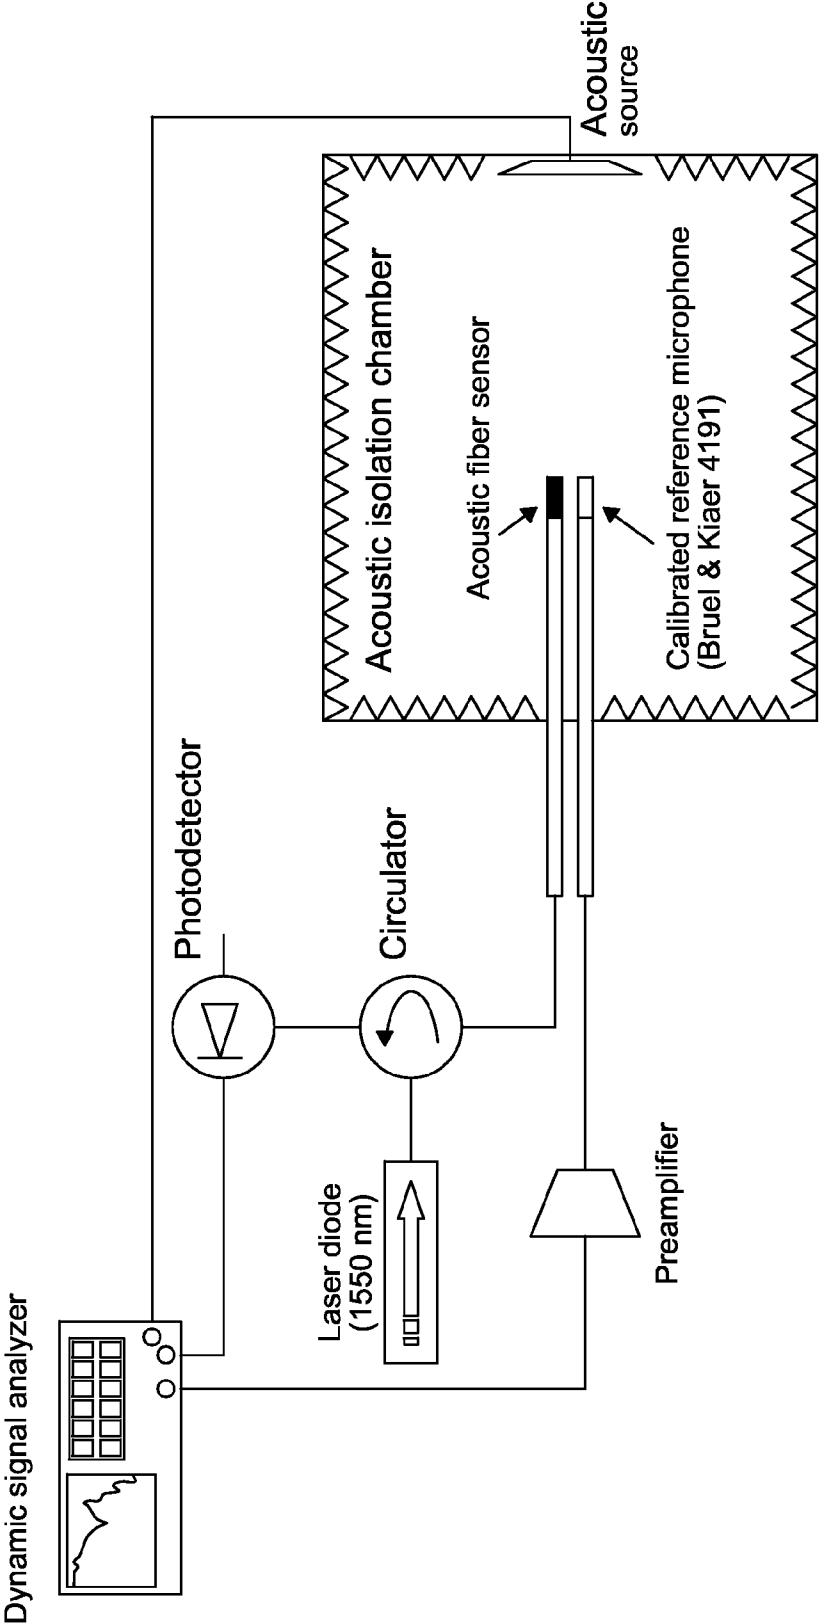 Dynamic signal analyzer
Photodetector
Circulator
Laser diode
(1550 nm)
Preamplifier
Acoustic isolation chamber
Acoustic fiber sensor
Calibrated reference microphone
(Bruel & Kiaer 4191)
Acoustic
source